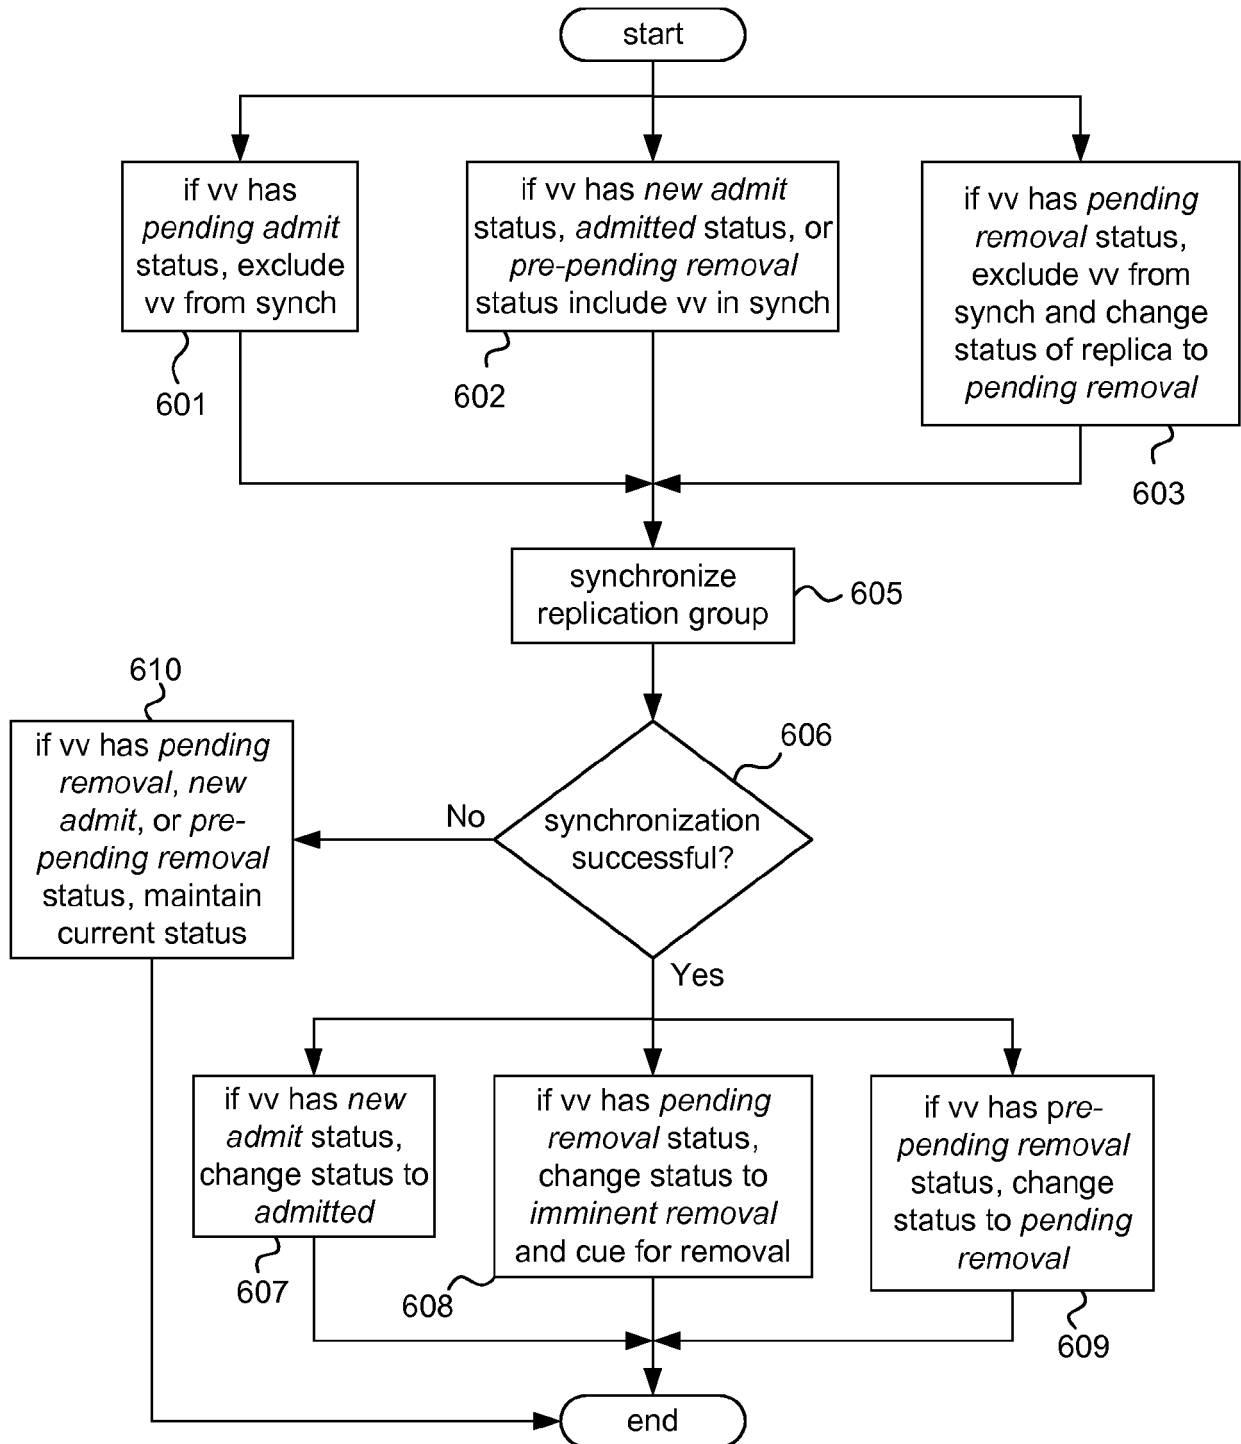 start
if vv has
pending admit
status, exclude
vv from synch
601
if vv has new admit
status, admitted status, or
pre-pending removal
status include vv in synch
602
if vv has pending
removal status,
exclude vv from
synch and change
status of replica to
pending removal
603
synchronize
replication group
605
606
synchronization
successful?
No
Yes
610
if vv has pending
removal, new
admit, or pre-
pending removal
status, maintain
current status
if vv has new
admit status,
change status to
admitted
607
if vv has pending
removal status,
change status to
imminent removal
and cue for removal
608
if vv has pre-
pending removal
status, change
status to pending
removal
609
end